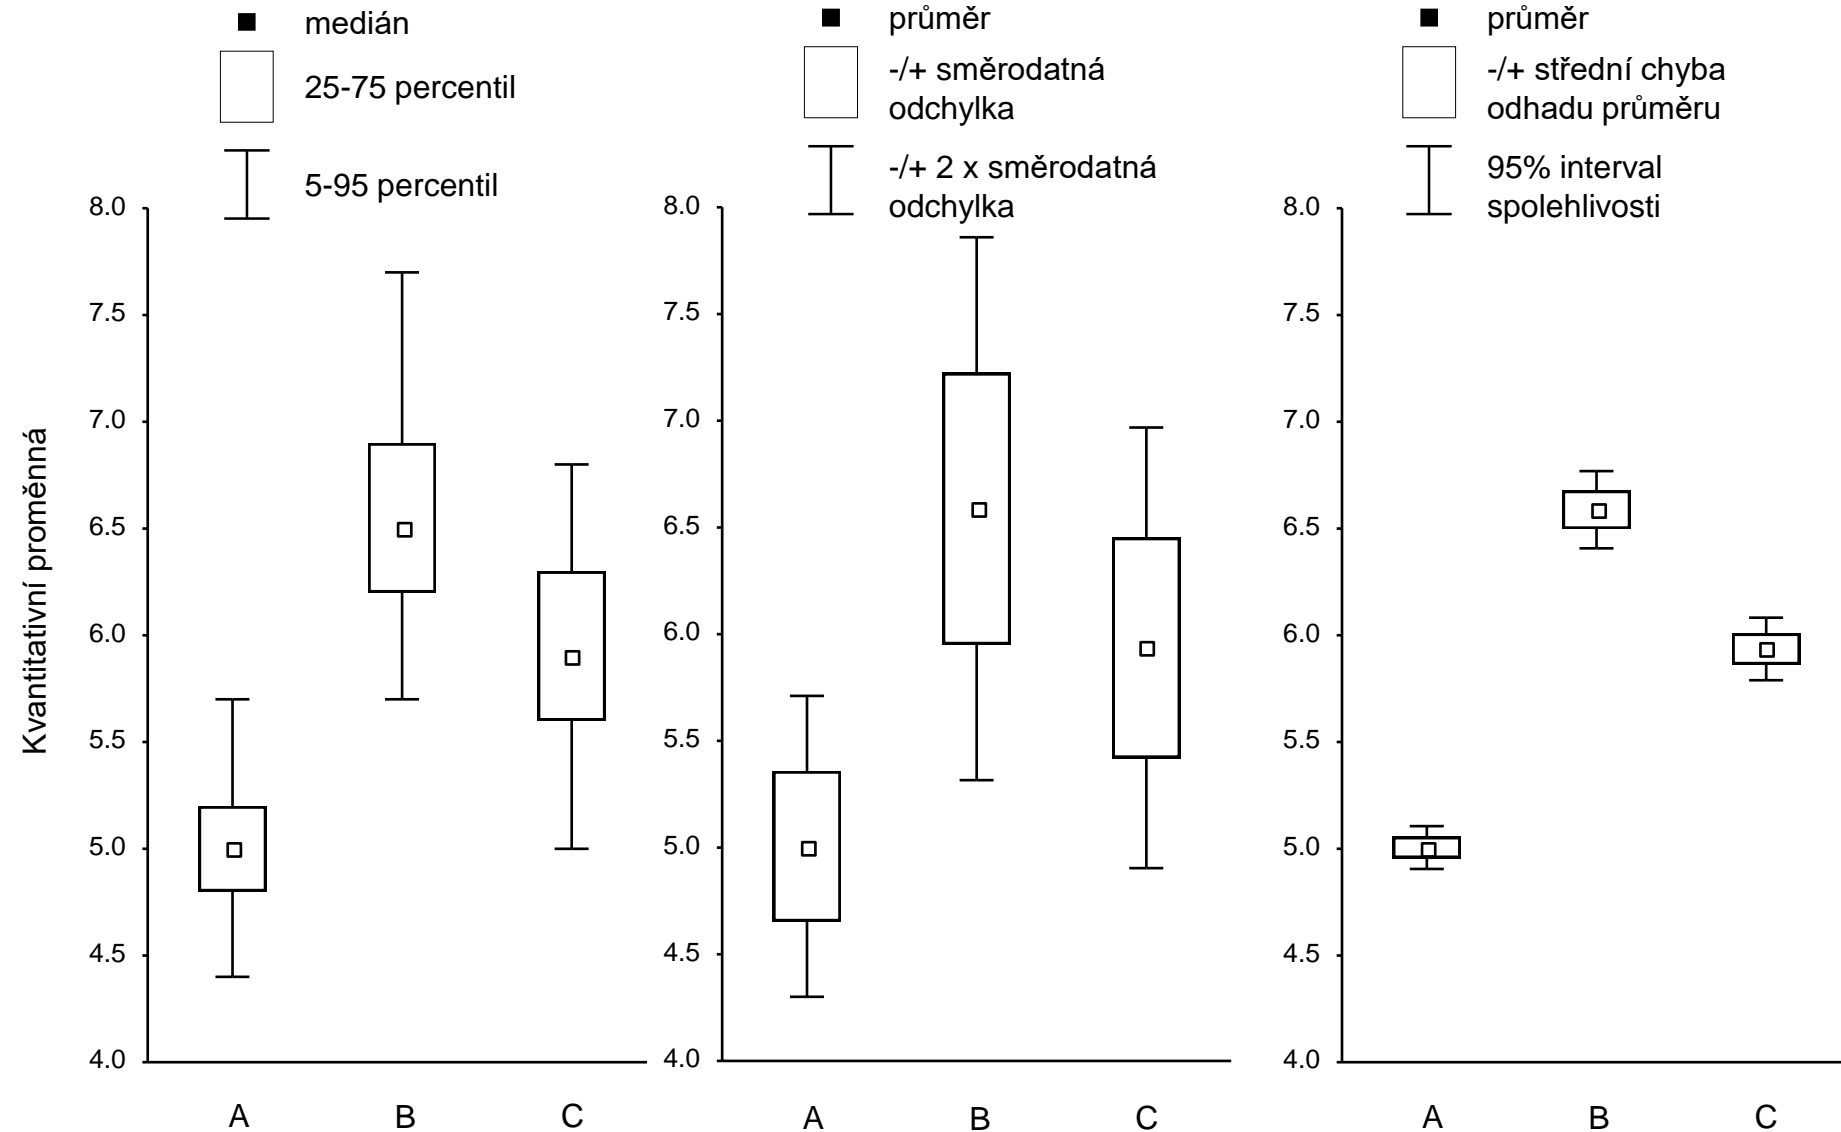 medián
25-75 percentil
5-95 percentil
průměr
-/+ směrodatná
odchylka
-/+ 2 x směrodatná
odchylka
průměr
-/+ střední chyba
odhadu průměru
95% interval
spolehlivosti
Kvantitativní proměnná
8.0
7.5
7.0
6.5
6.0
5.5
5.0
4.5
4.0
A B C
8.0
7.5
7.0
6.5
6.0
5.5
5.0
4.5
4.0
A B C
8.0
7.5
7.0
6.5
6.0
5.5
5.0
4.5
4.0
A B C